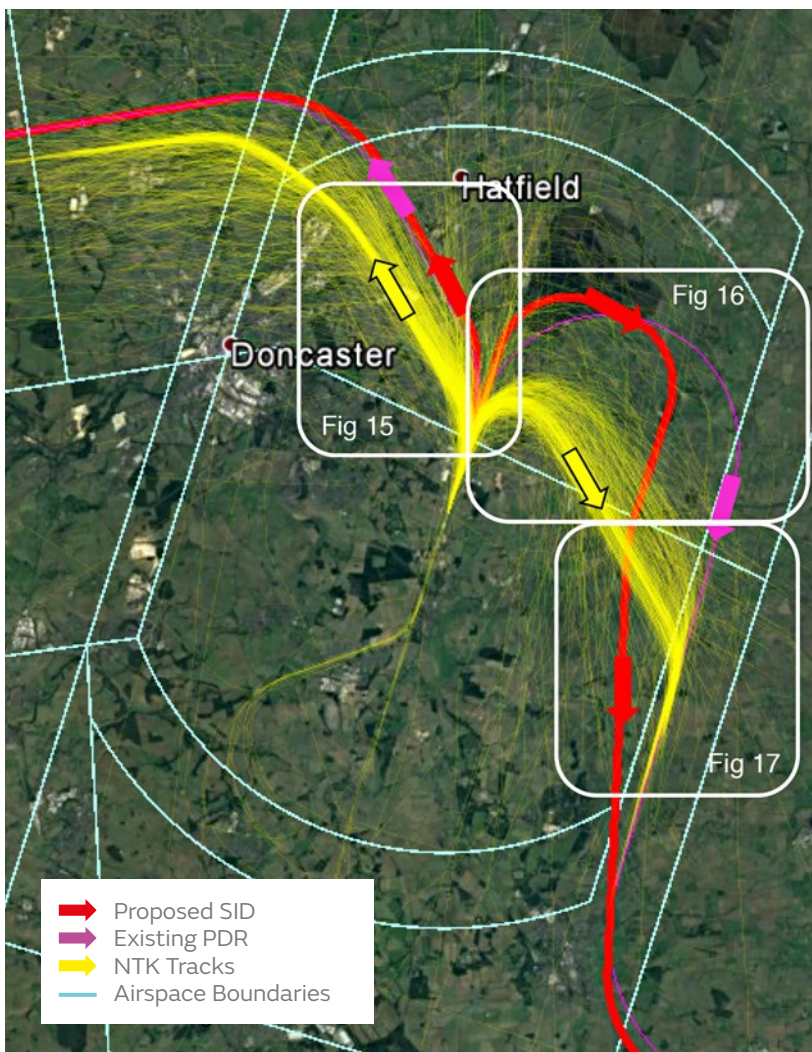 Hatfield
Fig 16
Doncaster
Fig 15
Fig 17
Proposed SID
Existing PDR
NTK Tracks
Airspace Boundaries